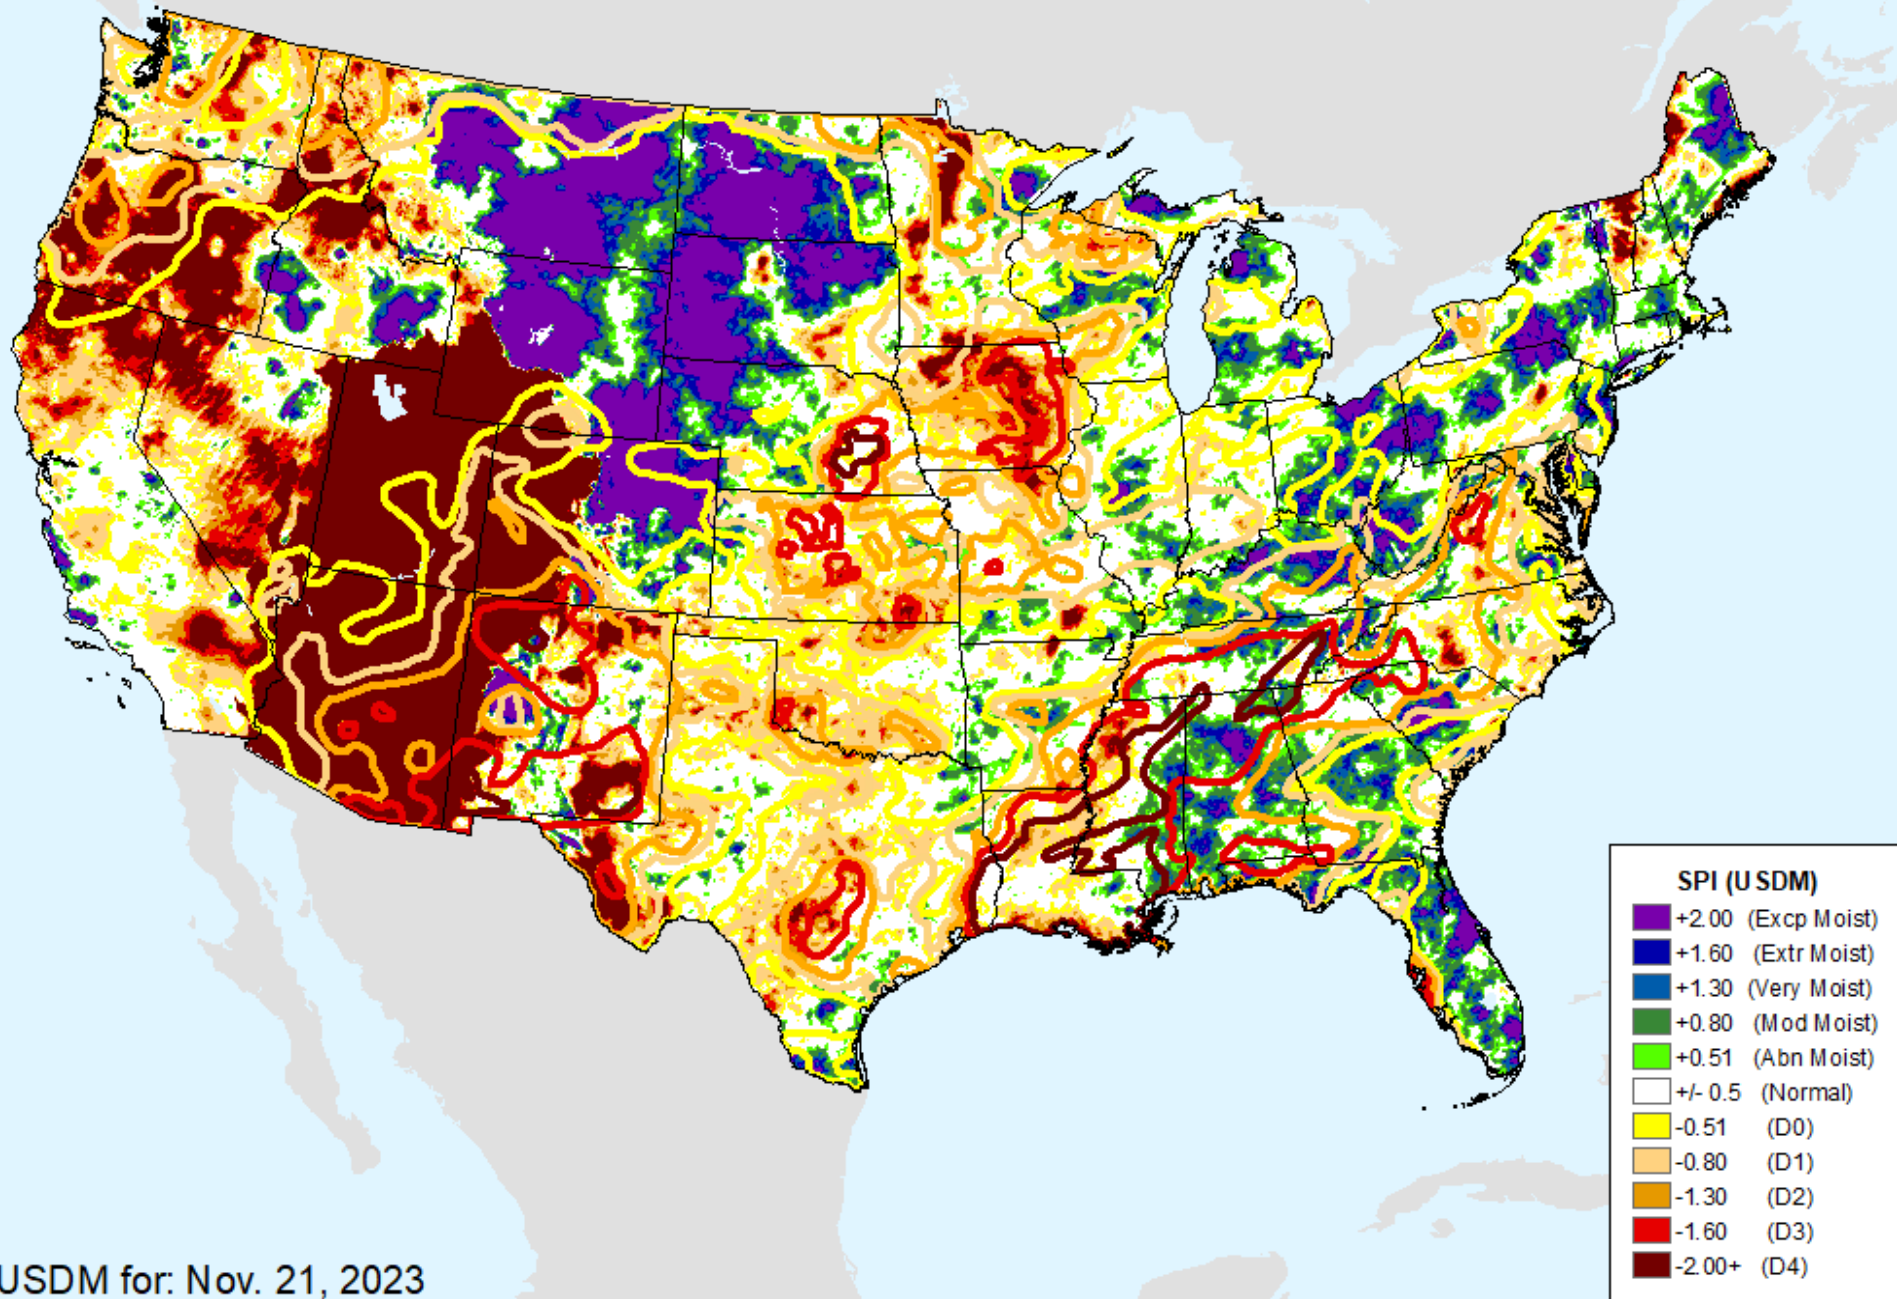 SPI (USDM)
+2.00 (Excp Moist)
+1.60 (Extr Moist)
+1.30 (Very Moist)
+0.80 (Mod Moist)
+0.51 (Abn Moist)
+/- 0.5 (Normal)
-0.51 (D0)
-0.80 (D1)
-1.30 (D2)
-1.60 (D3)
-2.00+ (D4)
USDM for: Nov. 21, 2023